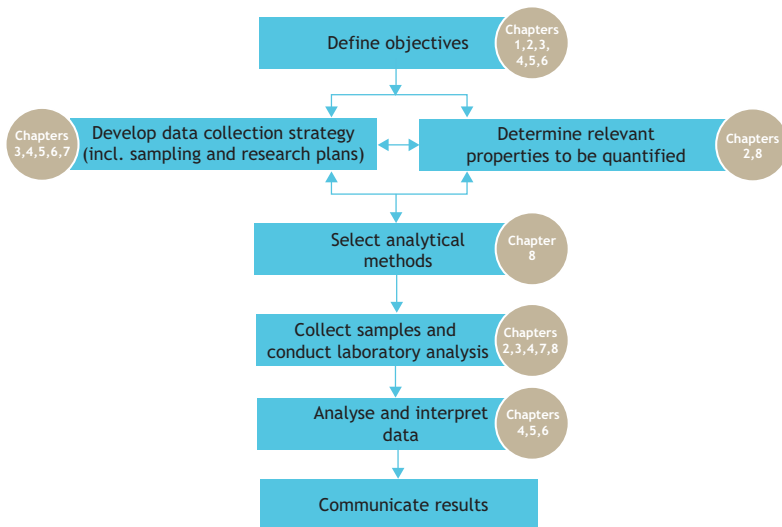 Define objectives
Chapters
1,2,3,
4,5,6
Chapters
3,4,5,6,7
Develop data collection strategy
(incl. sampling and research plans)
Determine relevant
properties to be quantified
Chapters
2,8
Select analytical
methods
Chapter
8
Collect samples and
conduct laboratory analysis
Chapters
2,3,4,7,8
Analyse and interpret
data
Chapters
4,5,6
Communicate results